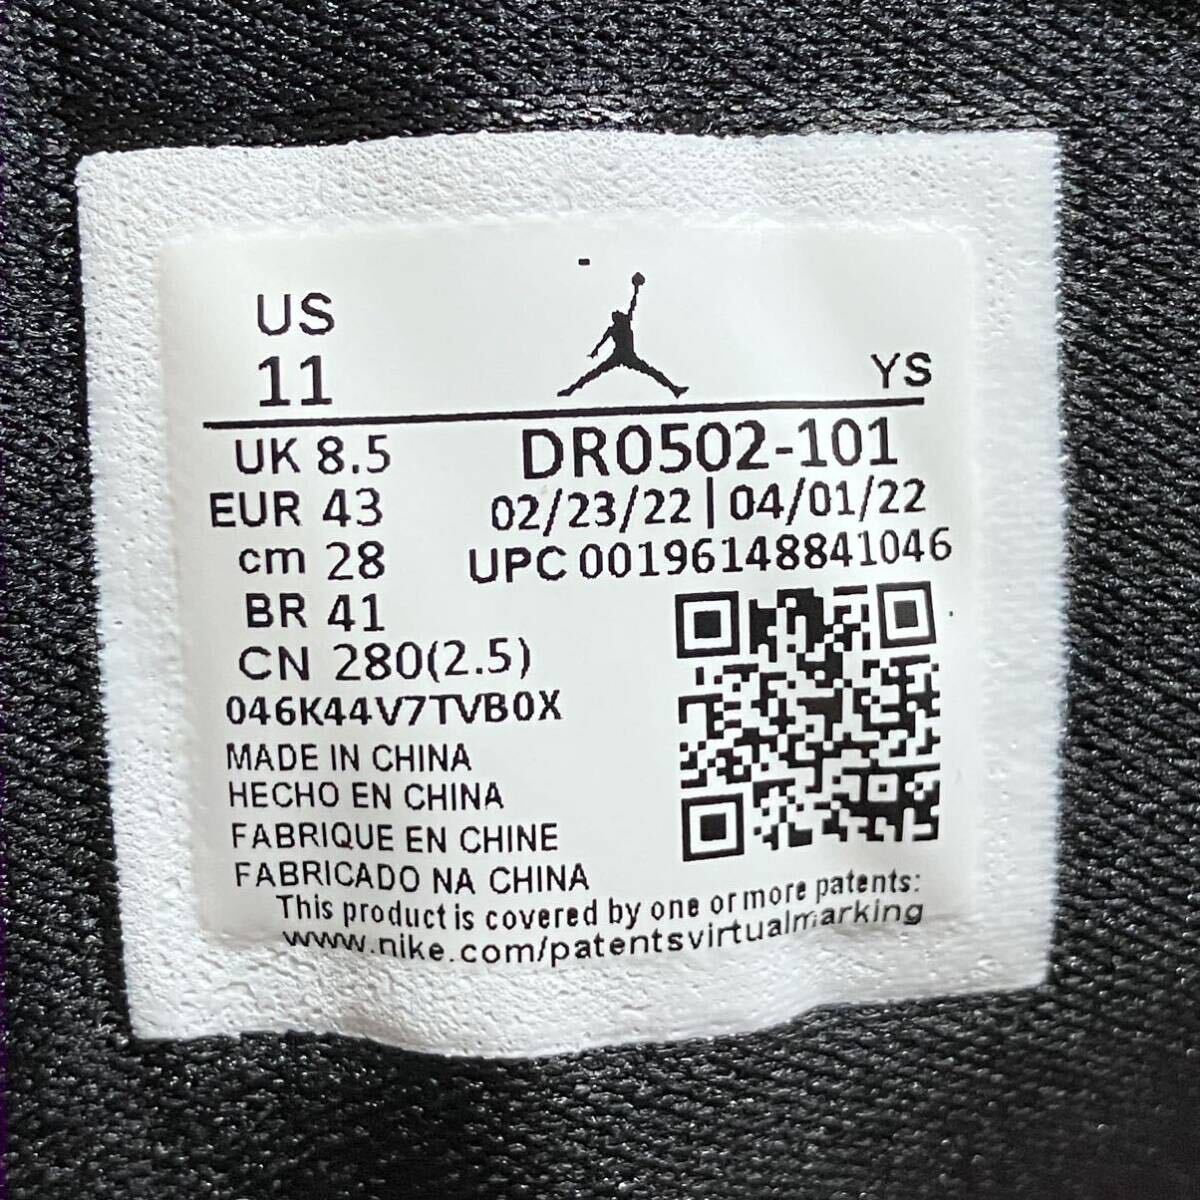 US
11
YS
UK 8.5
EUR 43
cm 28
BR 41
CN 280(2.5)
DR0502-101
02/23/22 | 04/01/22
UPC 00196148841046
046K44V7TVB0X
MADE IN CHINA
HECHO EN CHINA
FABRIQUE EN CHINE
FABRICADO NA CHINA
This product is covered by one or more patents:
www.nike.com/patentsvirtualmarking